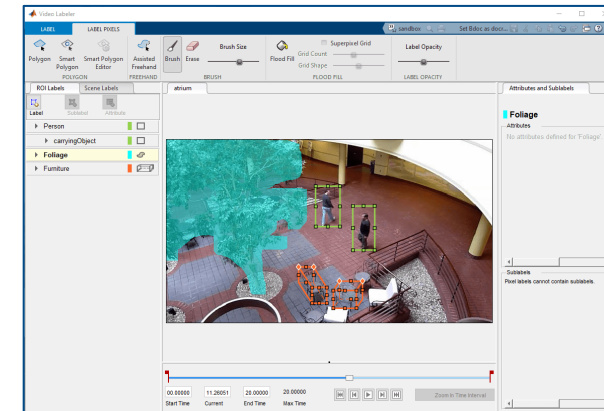 Video Labeler
LABEL
LABEL PIXELS
sandbox
Set Bdoc as doci...
Polygon
Smart Polygon
Smart Polygon Editor
Assisted Freehand
Brush
Erase
Brush Size
Flood Fill
Superpixel Grid
Grid Count
Grid Shape
Label Opacity
POLYGON
FREEHAND
BRUSH
FLOOD FILL
LABEL OPACITY
ROI Labels
Scene Labels
Label
Sublabel
Attribute
Person
carryingObject
Foliage
Furniture
atrium
Attributes and Sublabels
Foliage
Attributes
No attributes defined for 'Foliage'
Sublabels
Pixel labels cannot contain sublabels.
00.00000
11.26051
20.00000
20.00000
Start Time
Current
End Time
Max Time
Zoom in Time Interval